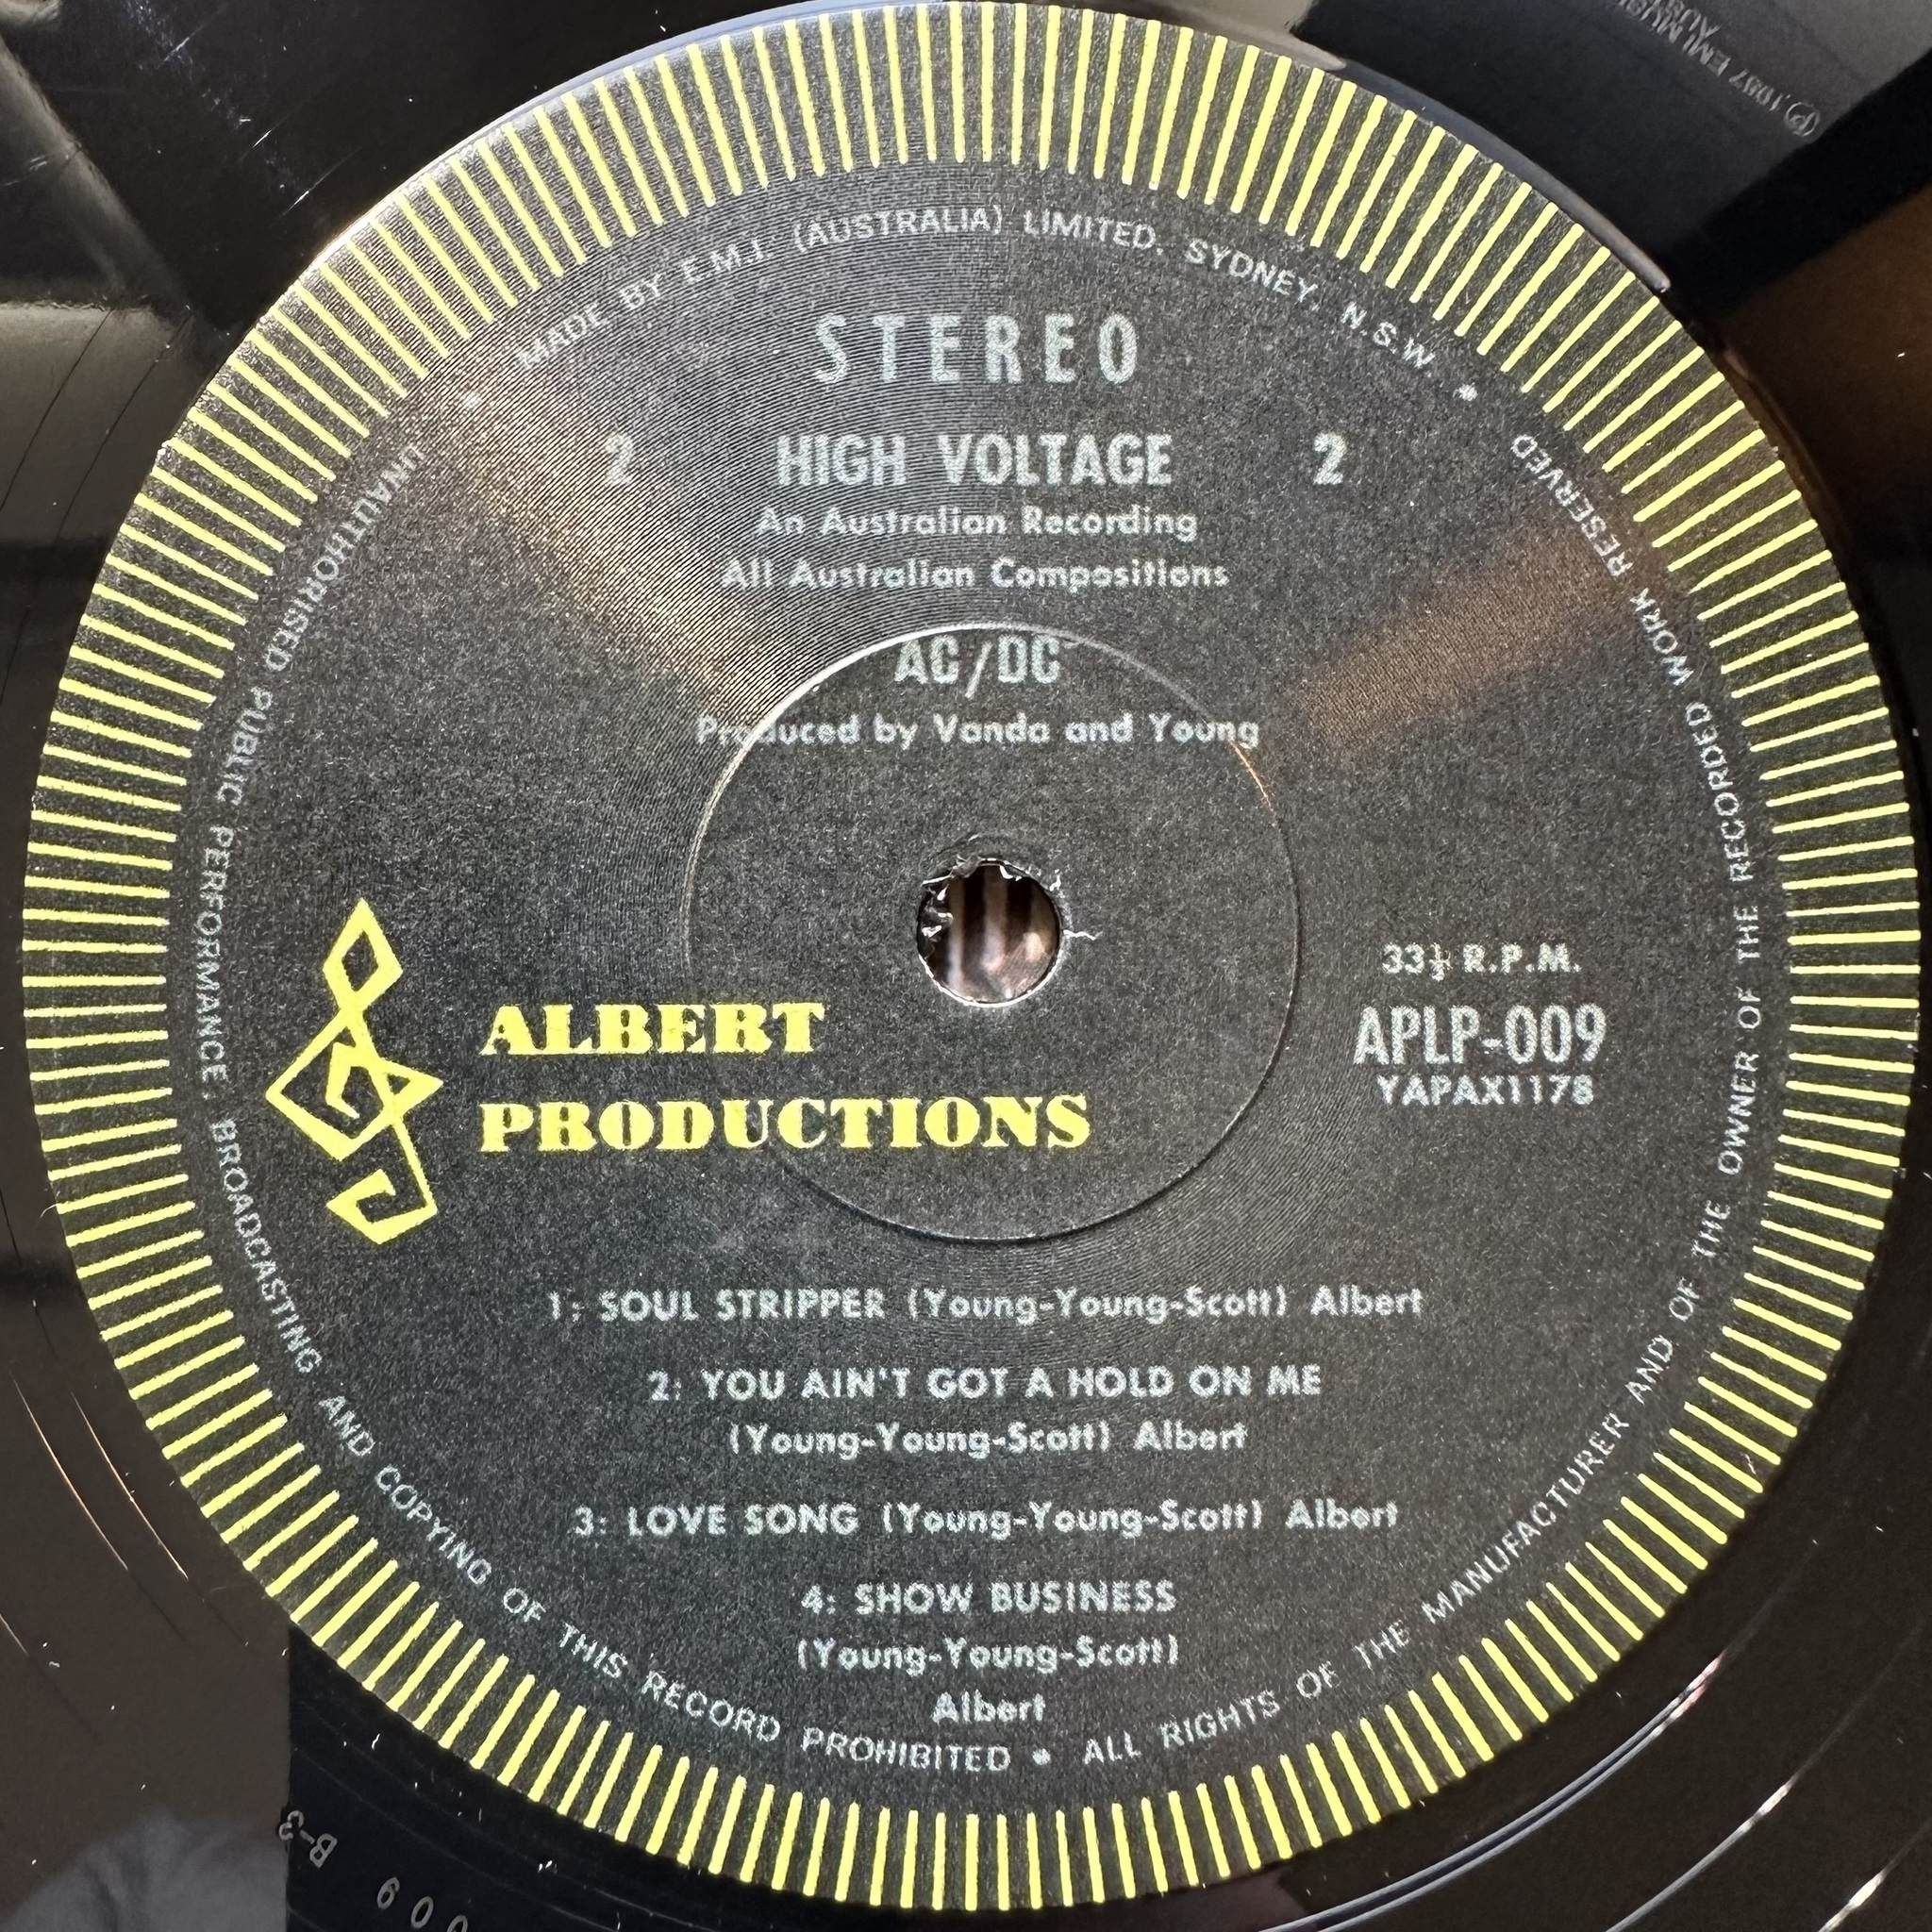 MADE BY E.M.I. (AUSTRALIA) LIMITED, SYDNEY, N.S.W. •
STEREO
2 HIGH VOLTAGE 2
An Australian Recording
All Australian Compositions
AC/DC
Produced by Vanda and Young
ALBERT
PRODUCTIONS
33⅓ R.P.M.
APLP-009
YAPAX1178
1: SOUL STRIPPER (Young-Young-Scott) Albert
2: YOU AIN'T GOT A HOLD ON ME
(Young-Young-Scott) Albert
3: LOVE SONG (Young-Young-Scott) Albert
4: SHOW BUSINESS
(Young-Young-Scott)
Albert
UNAUTHORISED PUBLIC PERFORMANCE, BROADCASTING AND COPYING OF THIS RECORD PROHIBITED • ALL RIGHTS OF THE MANUFACTURER AND OF THE OWNER OF THE RECORDED WORK RESERVED
009 B-3